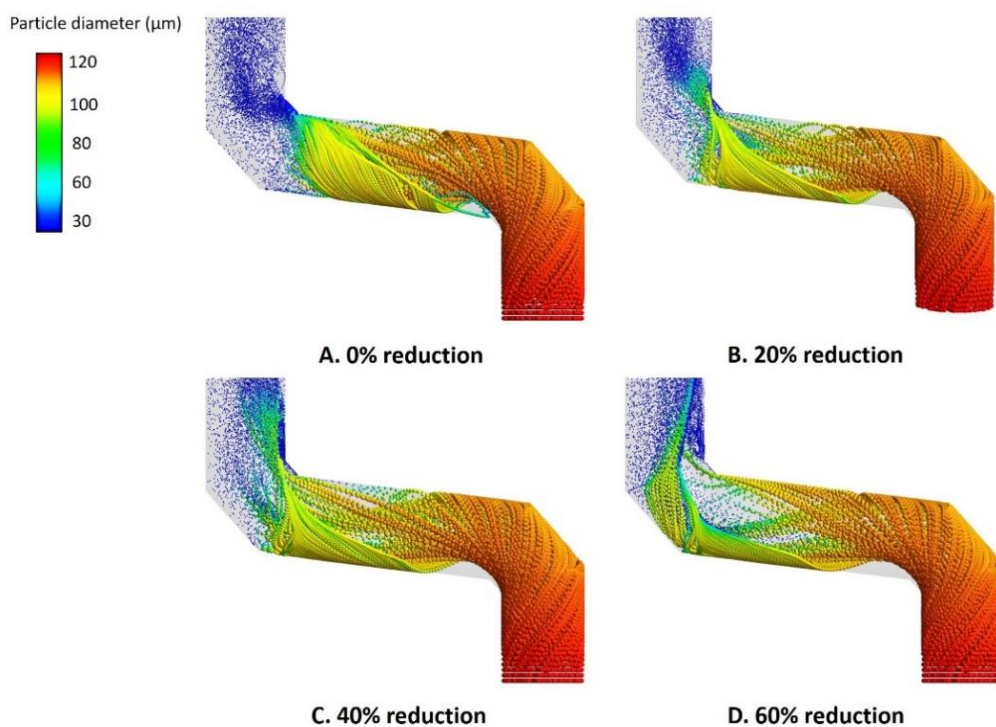 Particle diameter (µm)
120
100
80
60
30
A. 0% reduction
B. 20% reduction
C. 40% reduction
D. 60% reduction